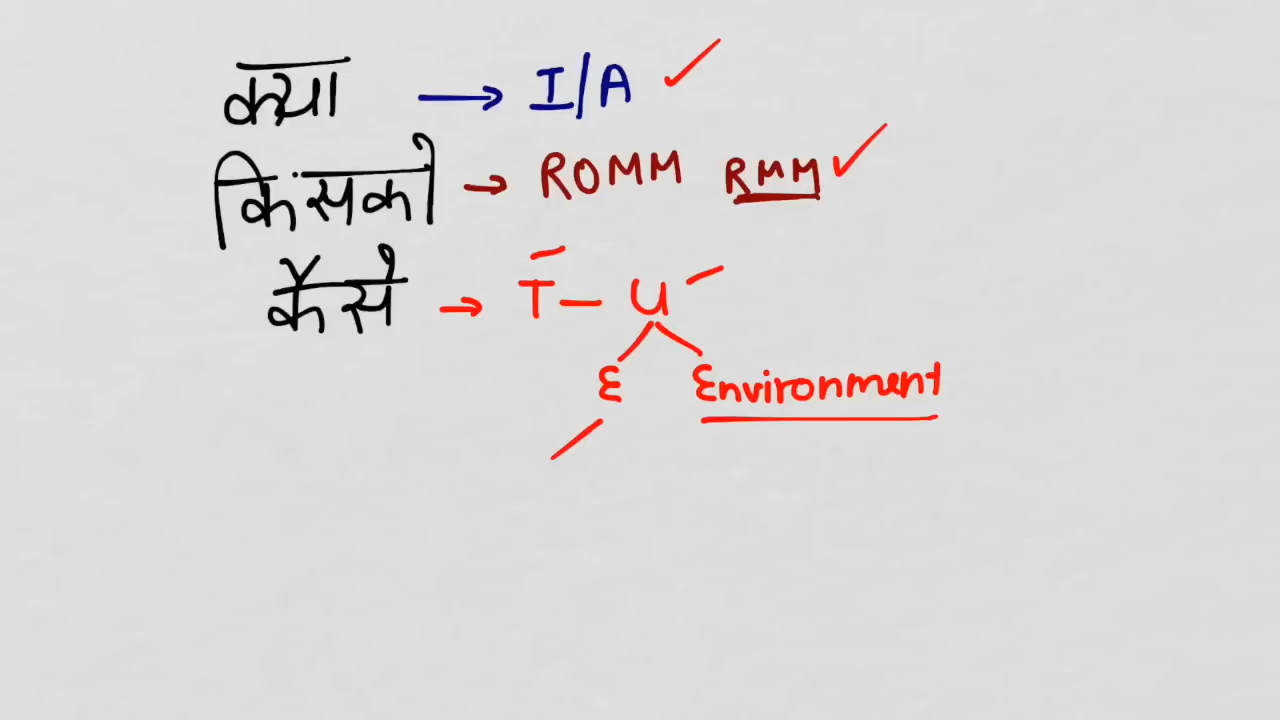 क्या → I/A ✓
किसको → ROMM RMM ✓
कैसे → T — U
E Environment